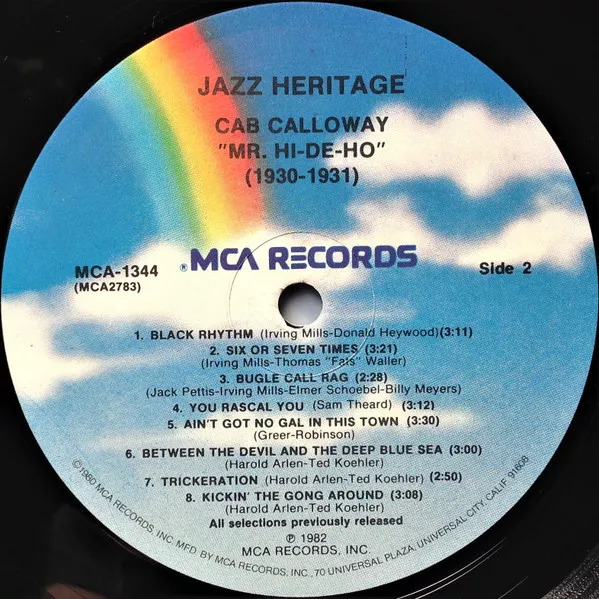 JAZZ HERITAGE
CAB CALLOWAY
"MR. HI-DE-HO"
(1930-1931)
MCA-1344
(MCA2783)
® MCA RECORDS
Side 2
1. BLACK RHYTHM (Irving Mills-Donald Heywood)(3:11)
2. SIX OR SEVEN TIMES (3:21)
(Irving Mills-Thomas "Fats" Waller)
3. BUGLE CALL RAG (2:28)
(Jack Pettis-Irving Mills-Elmer Schoebel-Billy Meyers)
4. YOU RASCAL YOU (Sam Theard) (3:12)
5. AIN'T GOT NO GAL IN THIS TOWN (3:30)
(Greer-Robinson)
6. BETWEEN THE DEVIL AND THE DEEP BLUE SEA (3:00)
(Harold Arlen-Ted Koehler)
7. TRICKERATION (Harold Arlen-Ted Koehler) (2:50)
8. KICKIN' THE GONG AROUND (3:08)
(Harold Arlen-Ted Koehler)
All selections previously released
℗ 1982
MCA RECORDS, INC.
©1980 MCA RECORDS, INC. MFD. BY MCA RECORDS, INC., 70 UNIVERSAL PLAZA, UNIVERSAL CITY, CALIF. 91608